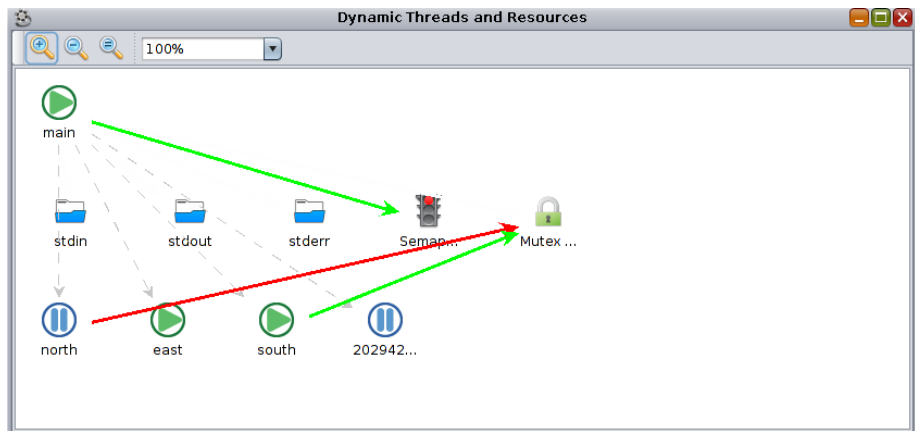 Dynamic Threads and Resources
100%
main
stdin stdout stderr Semap... Mutex ...
north east south 202942...